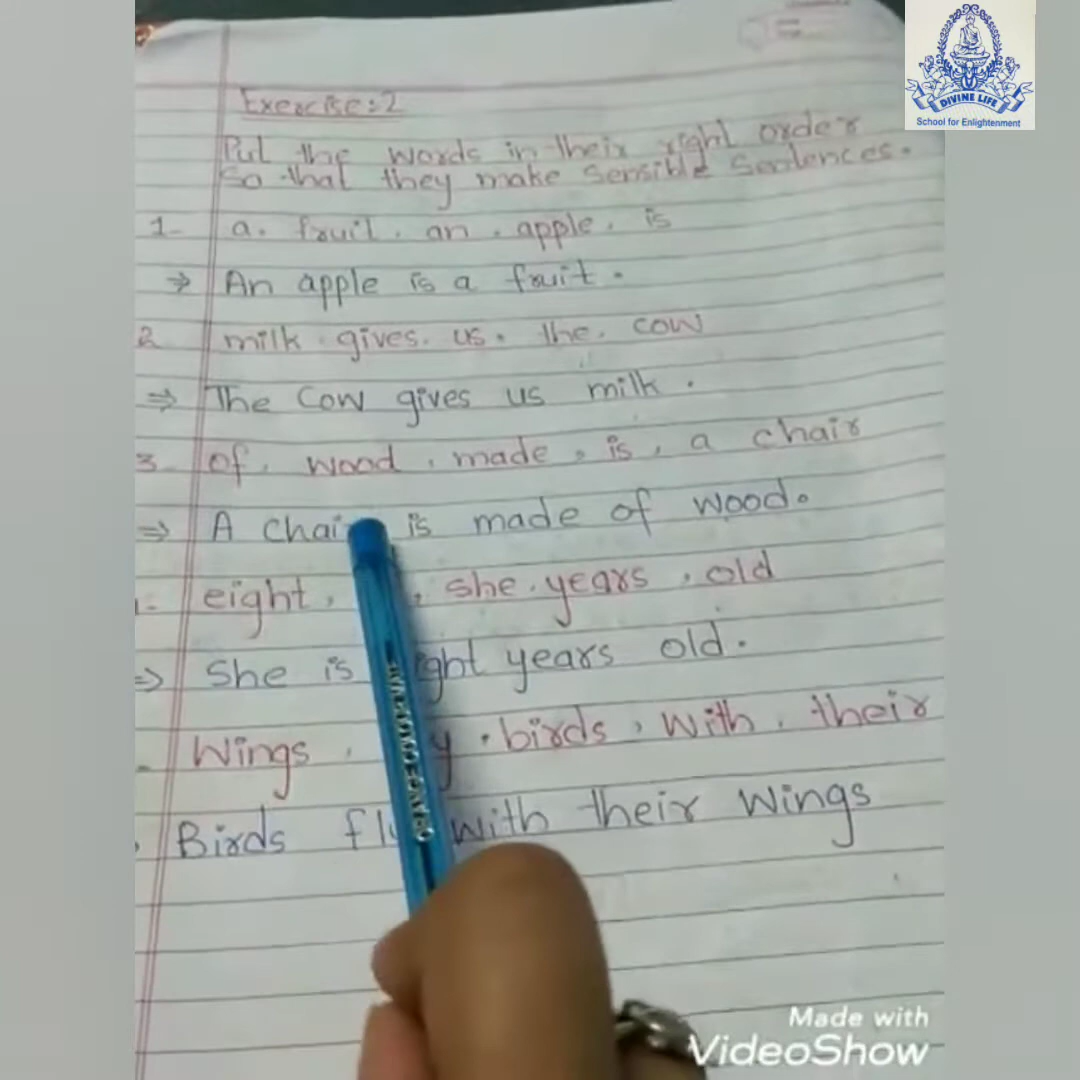 DIVINE LIFE
School for Enlightenment
Exercise:2
Put the words in their right order
so that they make sensible sentences.
1. a. fruit. an. apple. is
⇒ An apple is a fruit.
2 milk. gives. us. the. cow
⇒ The Cow gives us milk.
3. of, wood, made, is, a chair
⇒ A chair is made of wood.
eight, , she. years, old
⇒ She is years old.
Wings, birds, with, their
Birds fly with their wings
Made with
VideoShow